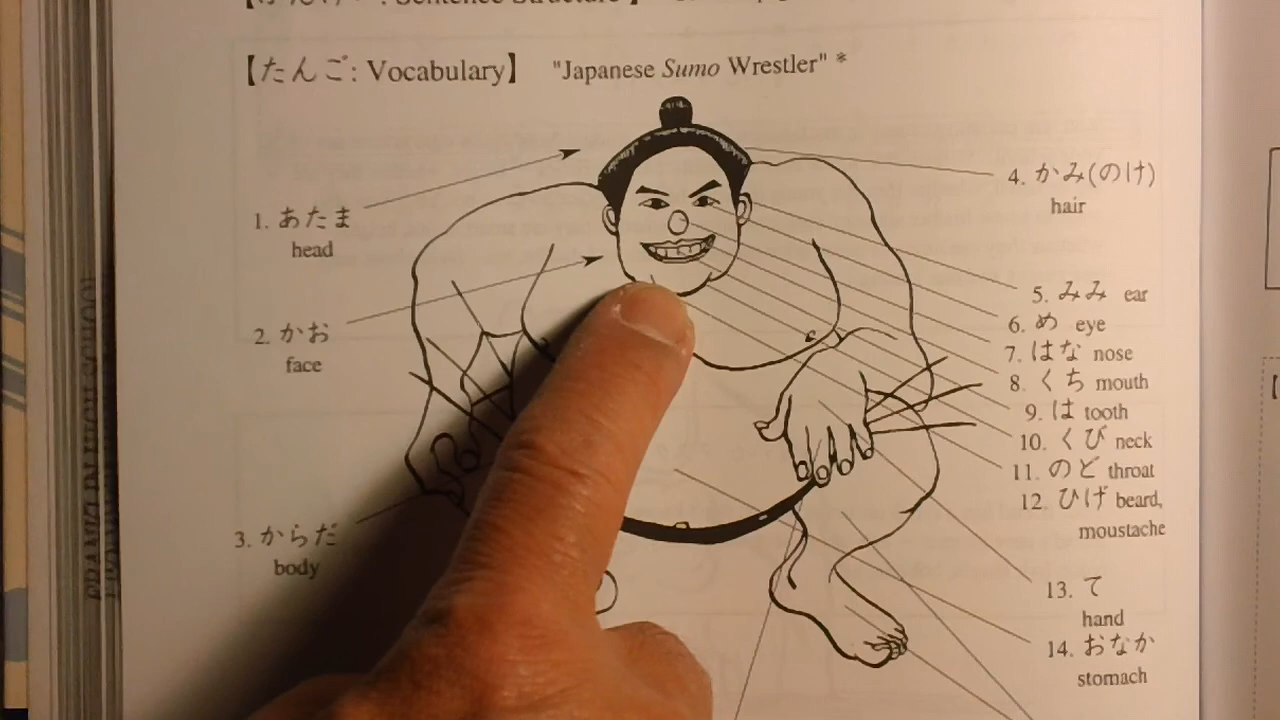 : Sentence Structure 】
【たんご: Vocabulary】 "Japanese Sumo Wrestler" *
1. あたま
head
2. かお
face
3. からだ
body
4. かみ(のけ)
hair
5. みみ ear
6. め eye
7. はな nose
8. くち mouth
9. は tooth
10. くび neck
11. のど throat
12. ひげ beard,
moustache
13. て
hand
14. おなか
stomach